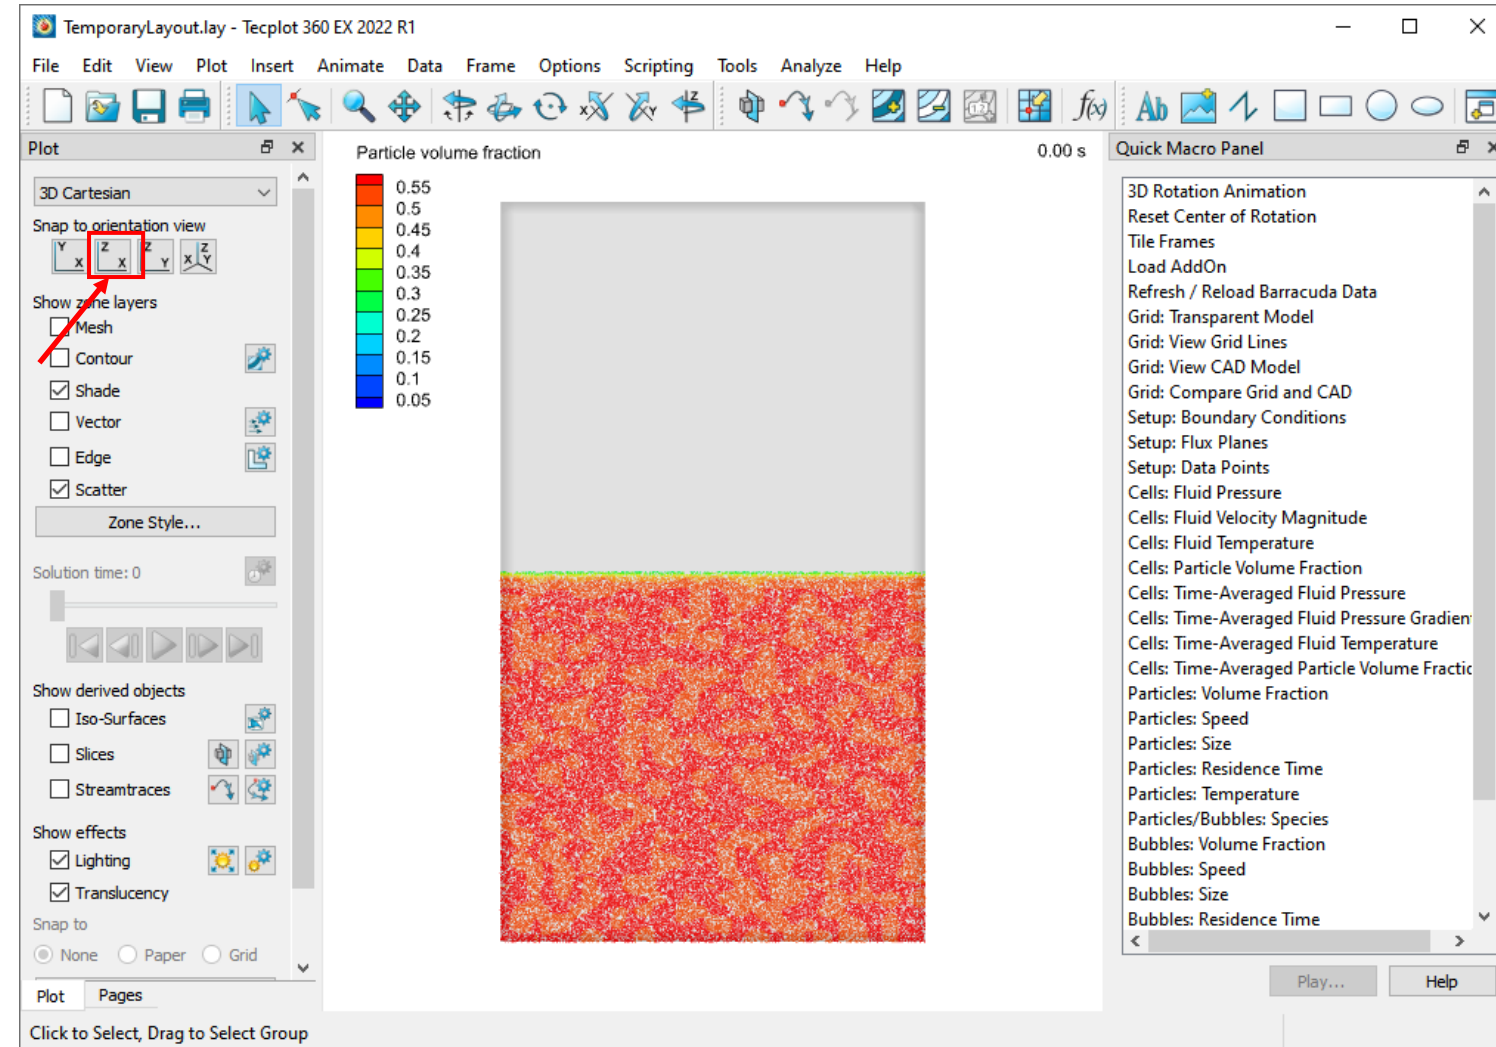 TemporaryLayout.lay - Tecplot 360 EX 2022 R1
File Edit View Plot Insert Animate Data Frame Options Scripting Tools Analyze Help
f(x) Ab
Plot
3D Cartesian
Snap to orientation view
Y X Z X Z Y X Z Y
Show zone layers
Mesh
Contour
Shade
Vector
Edge
Scatter
Zone Style...
Solution time: 0
Show derived objects
Iso-Surfaces
Slices
Streamtraces
Show effects
Lighting
Translucency
Snap to
None Paper Grid
Plot Pages
Click to Select, Drag to Select Group
Particle volume fraction
0.00 s
0.55
0.5
0.45
0.4
0.35
0.3
0.25
0.2
0.15
0.1
0.05
Quick Macro Panel
3D Rotation Animation
Reset Center of Rotation
Tile Frames
Load AddOn
Refresh / Reload Barracuda Data
Grid: Transparent Model
Grid: View Grid Lines
Grid: View CAD Model
Grid: Compare Grid and CAD
Setup: Boundary Conditions
Setup: Flux Planes
Setup: Data Points
Cells: Fluid Pressure
Cells: Fluid Velocity Magnitude
Cells: Fluid Temperature
Cells: Particle Volume Fraction
Cells: Time-Averaged Fluid Pressure
Cells: Time-Averaged Fluid Pressure Gradien
Cells: Time-Averaged Fluid Temperature
Cells: Time-Averaged Particle Volume Fractic
Particles: Volume Fraction
Particles: Speed
Particles: Size
Particles: Residence Time
Particles: Temperature
Particles/Bubbles: Species
Bubbles: Volume Fraction
Bubbles: Speed
Bubbles: Size
Bubbles: Residence Time
Play... Help